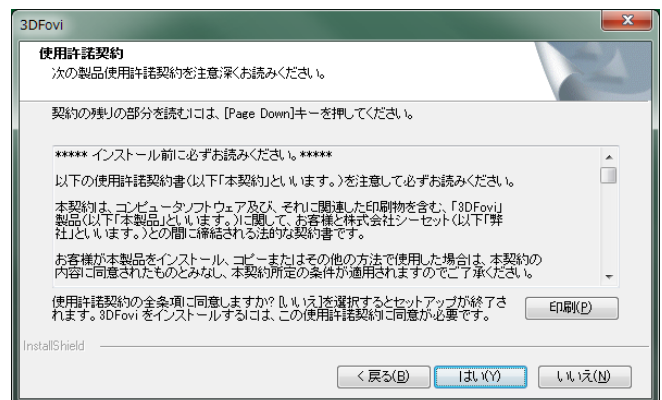 3DFovi
使用許諾契約
次の製品使用許諾契約を注意深くお読みください。
契約の残りの部分を読むには、[Page Down]キーを押してください。
***** インストール前に必ずお読みください。*****
以下の使用許諾契約書(以下「本契約」といいます。)を注意して必ずお読みください。
本契約は、コンピュータソフトウェア及び、それに関連した印刷物を含む、「3DFovi」
製品(以下「本製品」といいます。)に関して、お客様と株式会社シーセット(以下「弊
社」といいます。)との間に締結される法的な契約書です。
お客様が本製品をインストール、コピーまたはその他の方法で使用した場合は、本契約の
内容に同意されたものとみなし、本契約所定の条件が適用されますのでご了承ください。
使用許諾契約の全条項に同意しますか?[いいえ]を選択するとセットアップが終了さ
れます。3DFovi をインストールするには、この使用許諾契約に同意が必要です。
印刷(P)
InstallShield
< 戻る(B)
はい(Y)
いいえ(N)